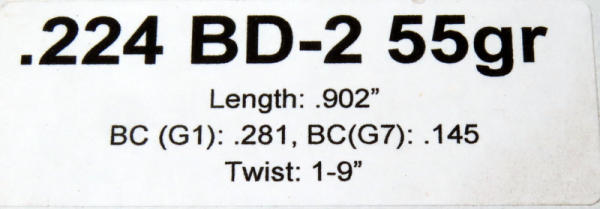 .224 BD-2 55gr
Length: .902”
BC (G1): .281, BC(G7): .145
Twist: 1-9”